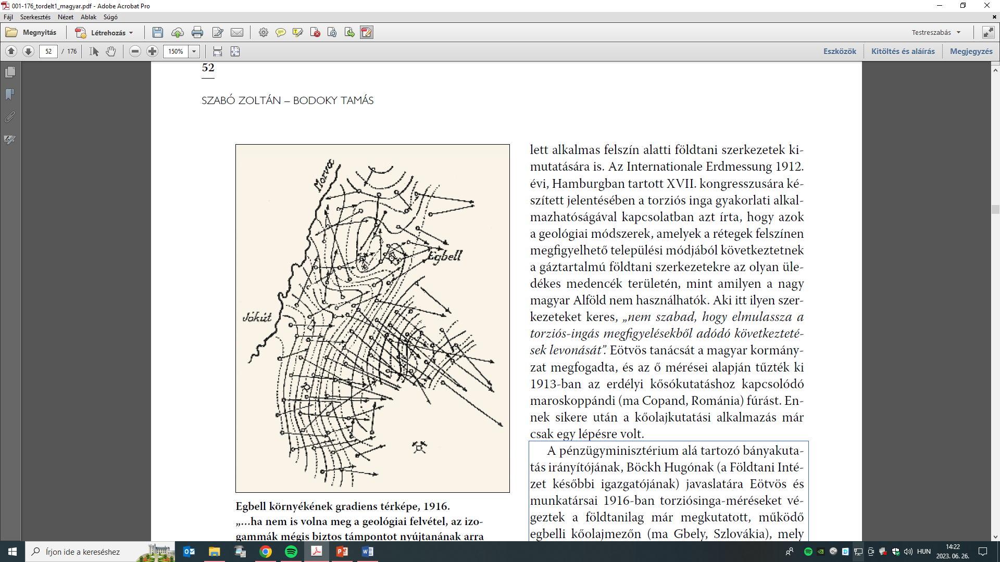 001-176_tordelt1_magyar.pdf - Adobe Acrobat Pro
Fájl Szerkesztés Nézet Ablak Súgó
Megnyitás Létrehozás Testreszabás
52 / 176 150% Eszközök Kitöltés és aláírás Megjegyzés
52
SZABÓ ZOLTÁN – BODOKY TAMÁS
Morva
Egbell
Jókút
Egbell környékének gradiens térképe, 1916.
„…ha nem is volna meg a geológiai felvétel, az izo-
gammák mégis biztos támpontot nyújtanának arra
lett alkalmas felszín alatti földtani szerkezetek ki-
mutatására is. Az Internationale Erdmessung 1912.
évi, Hamburgban tartott XVII. kongresszusára ké-
szített jelentésében a torziós inga gyakorlati alkal-
mazhatóságával kapcsolatban azt írta, hogy azok
a geológiai módszerek, amelyek a rétegek felszínen
megfigyelhető települési módjából következtetnek
a gáztartalmú földtani szerkezetekre az olyan üle-
dékes medencék területén, mint amilyen a nagy
magyar Alföld nem használhatók. Aki itt ilyen szer-
kezeteket keres, „nem szabad, hogy elmulassza a
torziós-ingás megfigyelésekből adódó következteté-
sek levonását”. Eötvös tanácsát a magyar kormány-
zat megfogadta, és az ő mérései alapján tűzték ki
1913-ban az erdélyi kősókutatáshoz kapcsolódó
maroskoppándi (ma Copand, Románia) fúrást. En-
nek sikere után a kőolajkutatási alkalmazás már
csak egy lépésre volt.
A pénzügyminisztérium alá tartozó bányakuta-
tás irányítójának, Böckh Hugónak (a Földtani Inté-
zet későbbi igazgatójának) javaslatára Eötvös és
munkatársai 1916-ban torziósinga-méréseket vé-
geztek a földtanilag már megkutatott, működő
egbelli kőolajmezőn (ma Gbely, Szlovákia), mely
Írjon ide a kereséshez
HUN
14:22
2023. 06. 26.